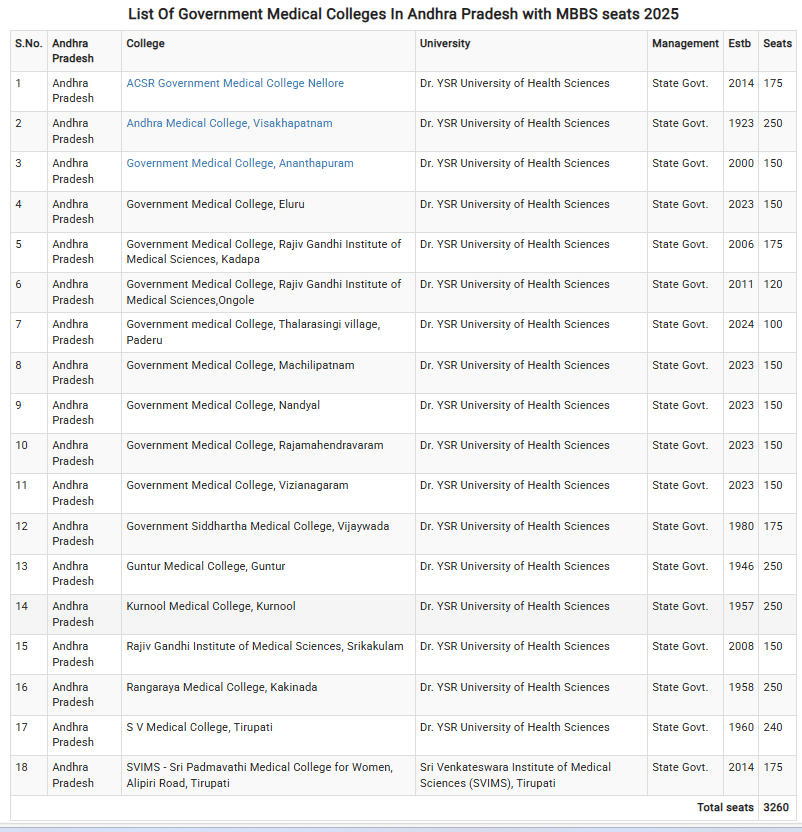 List Of Government Medical Colleges In Andhra Pradesh with MBBS seats 2025
S.No. Andhra Pradesh College University Management Estb Seats
1 Andhra Pradesh ACSR Government Medical College Nellore Dr. YSR University of Health Sciences State Govt. 2014 175
2 Andhra Pradesh Andhra Medical College, Visakhapatnam Dr. YSR University of Health Sciences State Govt. 1923 250
3 Andhra Pradesh Government Medical College, Ananthapuram Dr. YSR University of Health Sciences State Govt. 2000 150
4 Andhra Pradesh Government Medical College, Eluru Dr. YSR University of Health Sciences State Govt. 2023 150
5 Andhra Pradesh Government Medical College, Rajiv Gandhi Institute of Medical Sciences, Kadapa Dr. YSR University of Health Sciences State Govt. 2006 175
6 Andhra Pradesh Government Medical College, Rajiv Gandhi Institute of Medical Sciences,Ongole Dr. YSR University of Health Sciences State Govt. 2011 120
7 Andhra Pradesh Government medical College, Thalarasingi village, Paderu Dr. YSR University of Health Sciences State Govt. 2024 100
8 Andhra Pradesh Government Medical College, Machilipatnam Dr. YSR University of Health Sciences State Govt. 2023 150
9 Andhra Pradesh Government Medical College, Nandyal Dr. YSR University of Health Sciences State Govt. 2023 150
10 Andhra Pradesh Government Medical College, Rajamahendravaram Dr. YSR University of Health Sciences State Govt. 2023 150
11 Andhra Pradesh Government Medical College, Vizianagaram Dr. YSR University of Health Sciences State Govt. 2023 150
12 Andhra Pradesh Government Siddhartha Medical College, Vijaywada Dr. YSR University of Health Sciences State Govt. 1980 175
13 Andhra Pradesh Guntur Medical College, Guntur Dr. YSR University of Health Sciences State Govt. 1946 250
14 Andhra Pradesh Kurnool Medical College, Kurnool Dr. YSR University of Health Sciences State Govt. 1957 250
15 Andhra Pradesh Rajiv Gandhi Institute of Medical Sciences, Srikakulam Dr. YSR University of Health Sciences State Govt. 2008 150
16 Andhra Pradesh Rangaraya Medical College, Kakinada Dr. YSR University of Health Sciences State Govt. 1958 250
17 Andhra Pradesh S V Medical College, Tirupati Dr. YSR University of Health Sciences State Govt. 1960 240
18 Andhra Pradesh SVIMS - Sri Padmavathi Medical College for Women, Alipiri Road, Tirupati Sri Venkateswara Institute of Medical Sciences (SVIMS), Tirupati State Govt. 2014 175
Total seats 3260